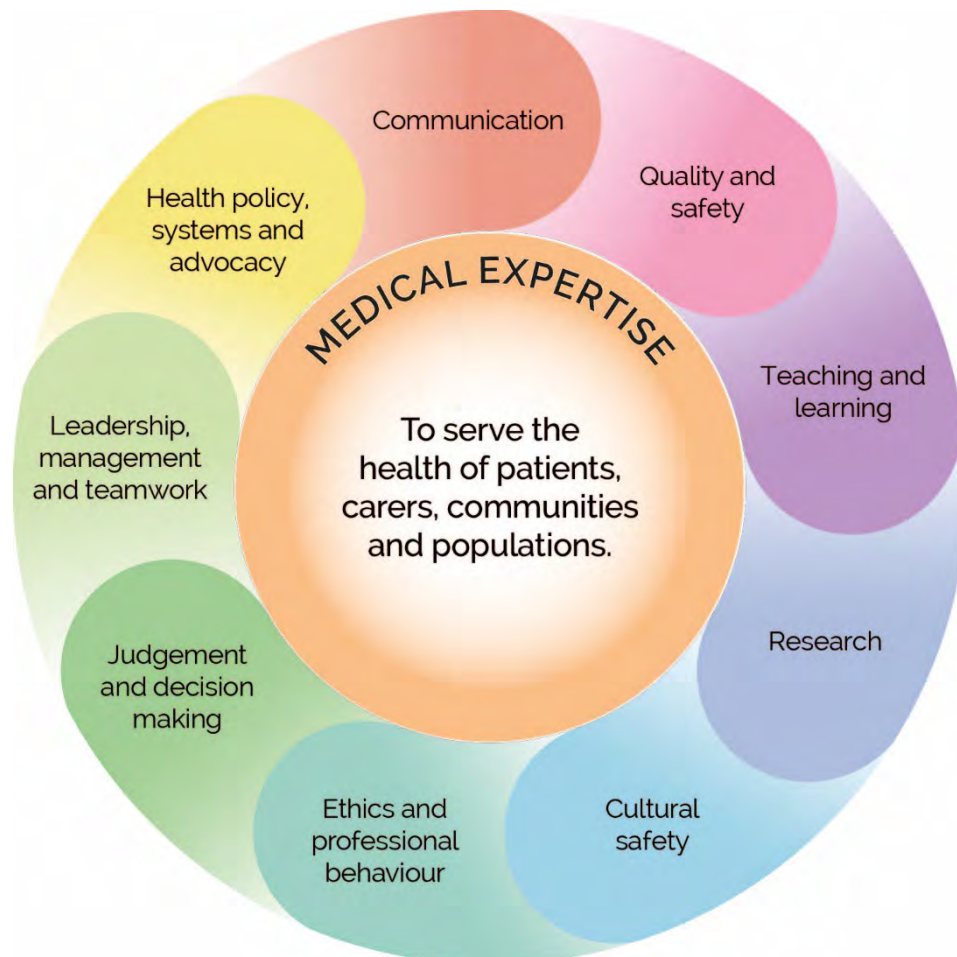 Communication
Quality and
safety
Teaching and
learning
Research
Cultural
safety
Ethics and
professional
behaviour
Judgement
and decision
making
Leadership,
management
and teamwork
Health policy,
systems and
advocacy
MEDICAL EXPERTISE
To serve the
health of patients,
carers, communities
and populations.